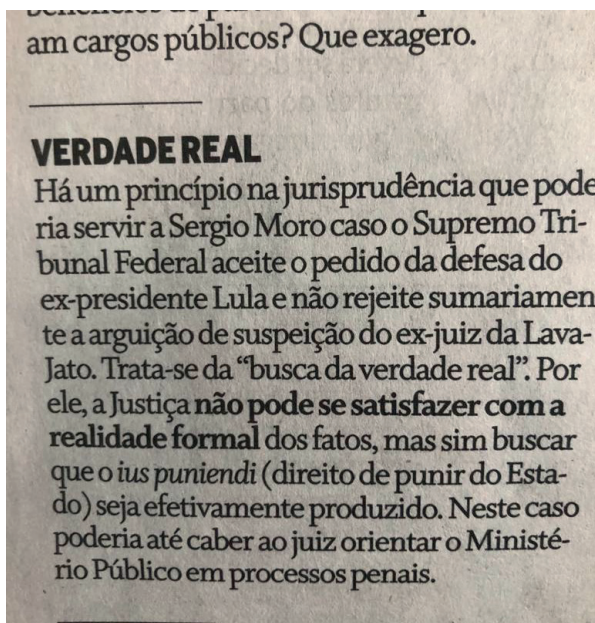 am cargos públicos? Que exagero.
VERDADE REAL
Há um princípio na jurisprudência que pode
ria servir a Sergio Moro caso o Supremo Tri-
bunal Federal aceite o pedido da defesa do
ex-presidente Lula e não rejeite sumariamen
te a arguição de suspeição do ex-juiz da Lava-
Jato. Trata-se da “busca da verdade real”. Por
ele, a Justiça não pode se satisfazer com a
realidade formal dos fatos, mas sim buscar
que o ius puniendi (direito de punir do Esta-
do) seja efetivamente produzido. Neste caso
poderia até caber ao juiz orientar o Ministé-
rio Público em processos penais.